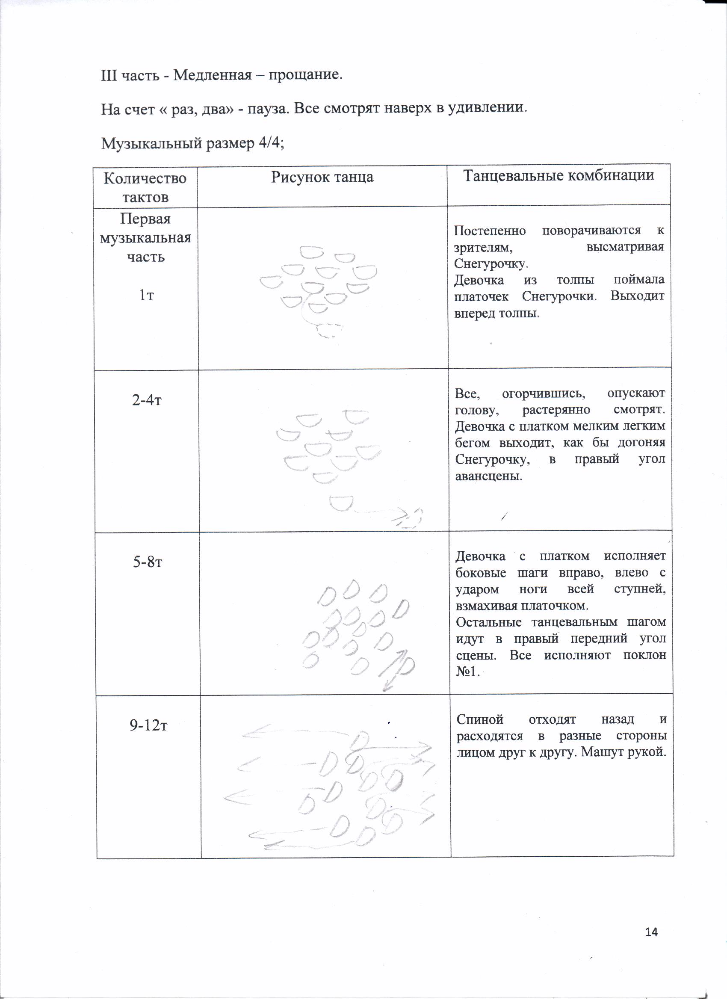 III часть - Медленная – прощание.
На счет « раз, два» - пауза. Все смотрят наверх в удивлении.
Музыкальный размер 4/4;
Количество
тактов
Рисунок танца
Танцевальные комбинации
Первая
музыкальная
часть
1т
Постепенно поворачиваются к
зрителям, высматривая
Снегурочку.
Девочка из толпы поймала
платочек Снегурочки. Выходит
вперед толпы.
2-4т
Все, огорчившись, опускают
голову, растерянно смотрят.
Девочка с платком мелким легким
бегом выходит, как бы догоняя
Снегурочку, в правый угол
авансцены.
5-8т
Девочка с платком исполняет
боковые шаги вправо, влево с
ударом ноги всей ступней,
взмахивая платочком.
Остальные танцевальным шагом
идут в правый передний угол
сцены. Все исполняют поклон
№1.
9-12т
Спиной отходят назад и
расходятся в разные стороны
лицом друг к другу. Машут рукой.
14